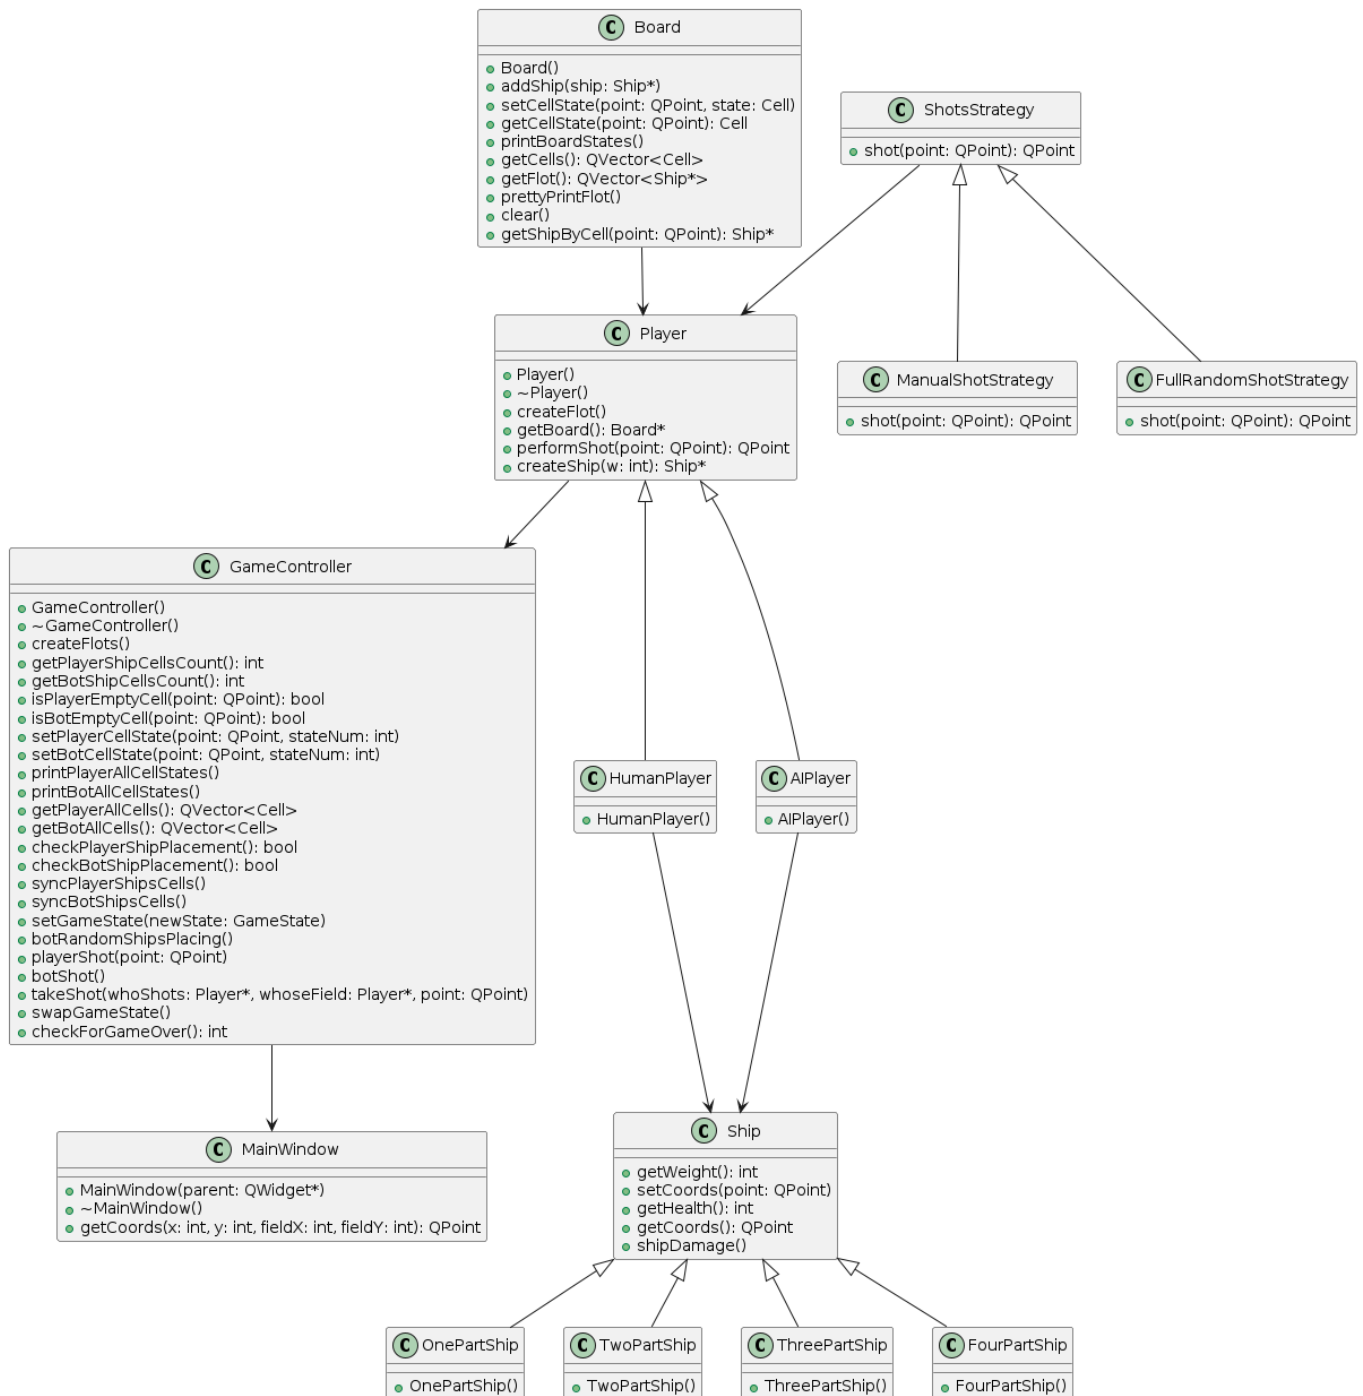 C Board
Board()
addShip(ship: Ship*)
setCellState(point: QPoint, state: Cell)
getCellState(point: QPoint): Cell
printBoardStates()
getCells(): QVector<Cell>
getFlot(): QVector<Ship*>
prettyPrintFlot()
clear()
getShipByCell(point: QPoint): Ship*
C ShotsStrategy
shot(point: QPoint): QPoint
C Player
Player()
~Player()
createFlot()
getBoard(): Board*
performShot(point: QPoint): QPoint
createShip(w: int): Ship*
C ManualShotStrategy
shot(point: QPoint): QPoint
C FullRandomShotStrategy
shot(point: QPoint): QPoint
C GameController
GameController()
~GameController()
createFlots()
getPlayerShipCellsCount(): int
getBotShipCellsCount(): int
isPlayerEmptyCell(point: QPoint): bool
isBotEmptyCell(point: QPoint): bool
setPlayerCellState(point: QPoint, stateNum: int)
setBotCellState(point: QPoint, stateNum: int)
printPlayerAllCellStates()
printBotAllCellStates()
getPlayerAllCells(): QVector<Cell>
getBotAllCells(): QVector<Cell>
checkPlayerShipPlacement(): bool
checkBotShipPlacement(): bool
syncPlayerShipsCells()
syncBotShipsCells()
setGameState(newState: GameState)
botRandomShipsPlacing()
playerShot(point: QPoint)
botShot()
takeShot(whoShots: Player*, whoseField: Player*, point: QPoint)
swapGameState()
checkForGameOver(): int
C HumanPlayer
HumanPlayer()
C AIPlayer
AIPlayer()
C MainWindow
MainWindow(parent: QWidget*)
~MainWindow()
getCoords(x: int, y: int, fieldX: int, fieldY: int): QPoint
C Ship
getWeight(): int
setCoords(point: QPoint)
getHealth(): int
getCoords(): QPoint
shipDamage()
C OnePartShip
OnePartShip()
C TwoPartShip
TwoPartShip()
C ThreePartShip
ThreePartShip()
C FourPartShip
FourPartShip()